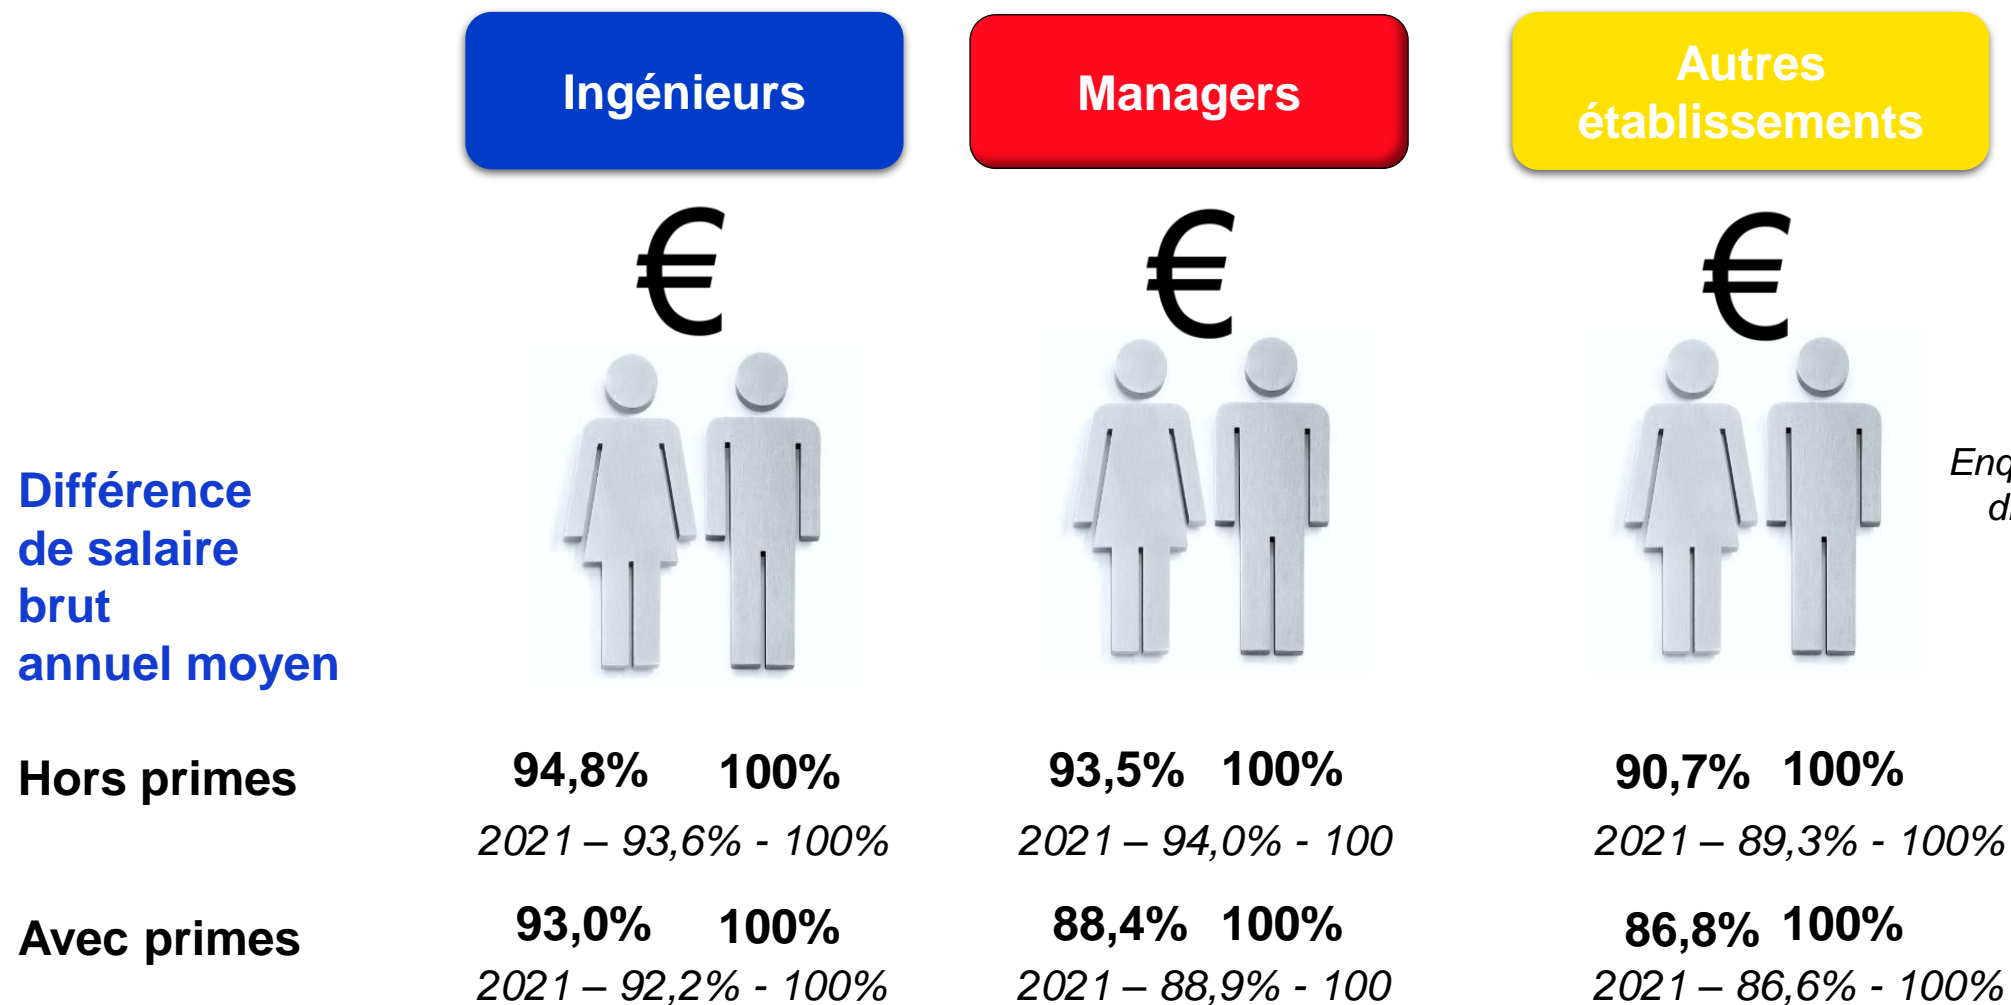 Ingénieurs
Managers
Autres
établissements
€
€
€
Différence
de salaire
brut
annuel moyen
Hors primes
94,8% 100%
93,5% 100%
90,7% 100%
2021 – 93,6% - 100%
2021 – 94,0% - 100
2021 – 89,3% - 100%
Avec primes
93,0% 100%
88,4% 100%
86,8% 100%
2021 – 92,2% - 100%
2021 – 88,9% - 100
2021 – 86,6% - 100%